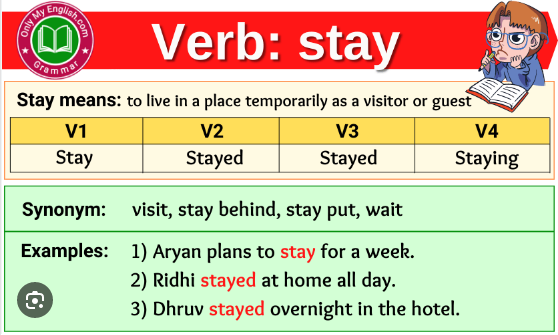 Only My English.com
Grammar
Verb: stay
Stay means: to live in a place temporarily as a visitor or guest
V1 V2 V3 V4
Stay Stayed Stayed Staying
Synonym: visit, stay behind, stay put, wait
Examples: 1) Aryan plans to stay for a week.
2) Ridhi stayed at home all day.
3) Dhruv stayed overnight in the hotel.